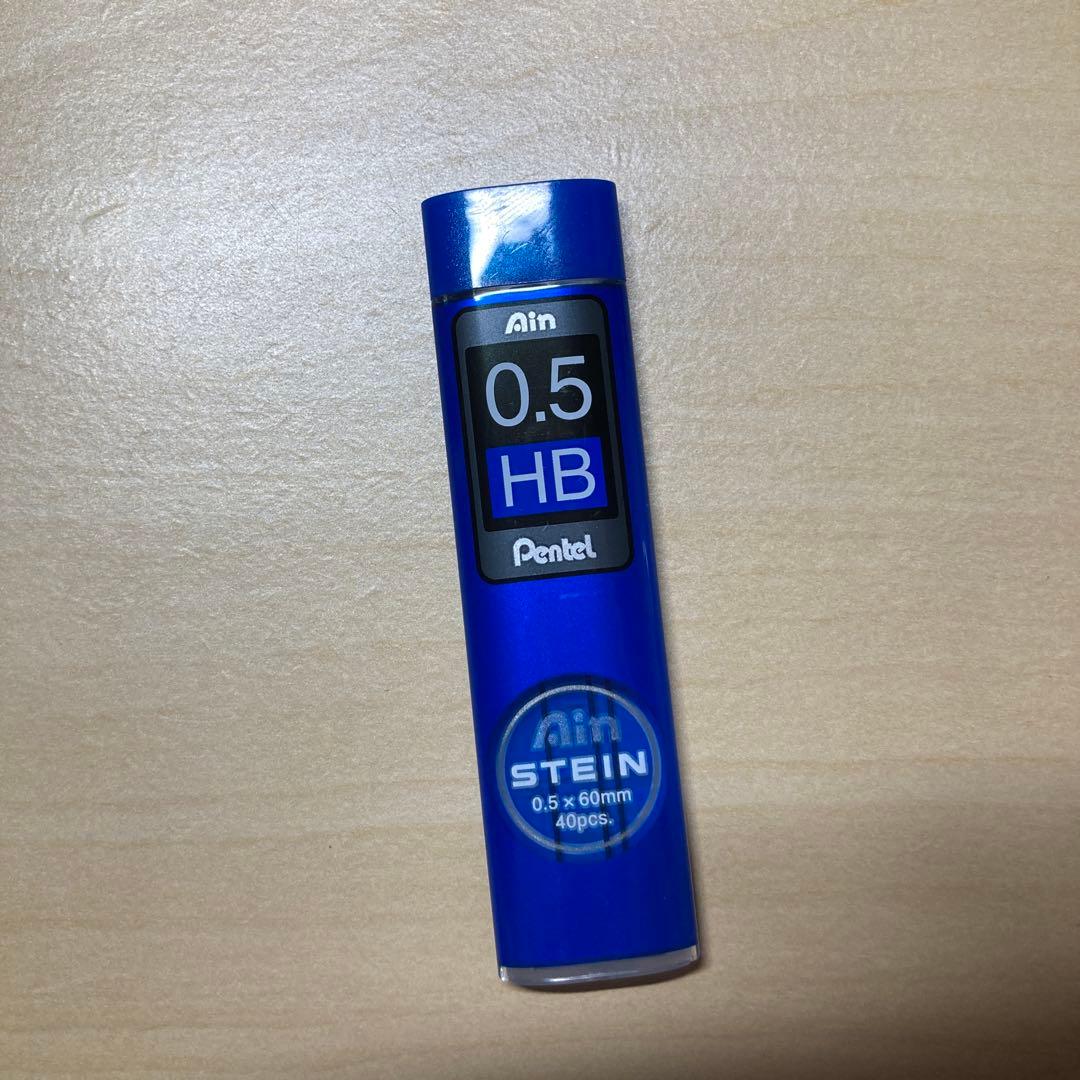 Ain
0.5
HB
Pentel
Ain
STEIN
0.5 × 60mm
40pcs.